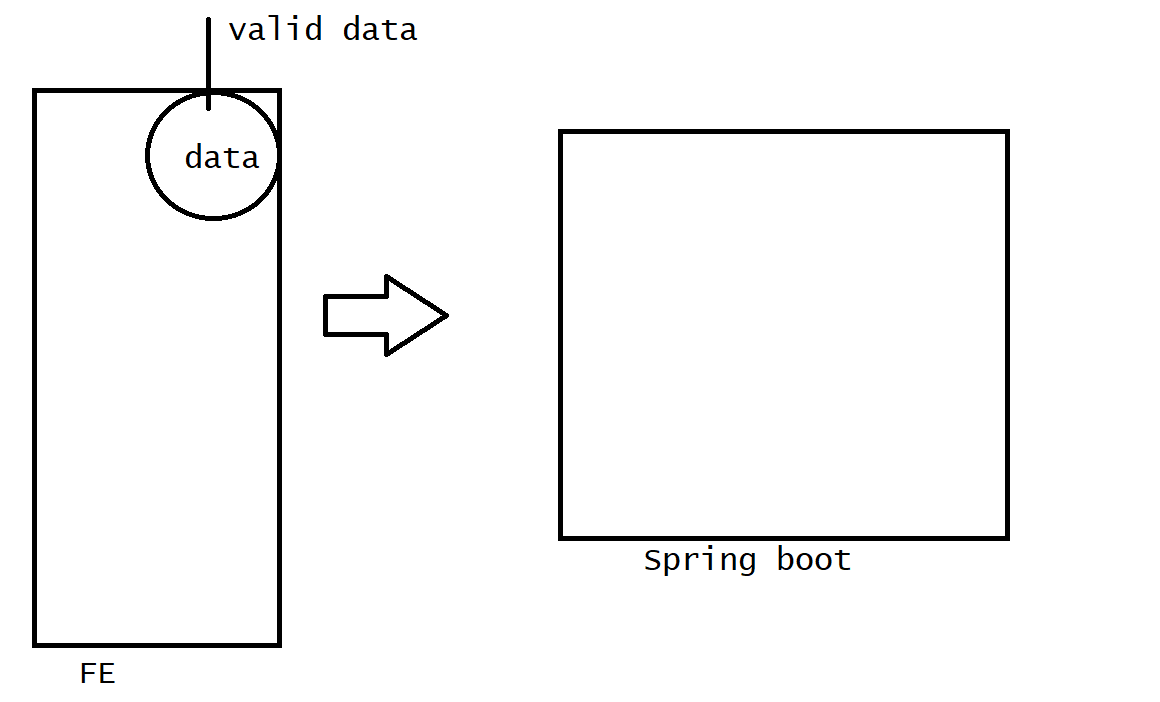 valid data
data
Spring boot
FE